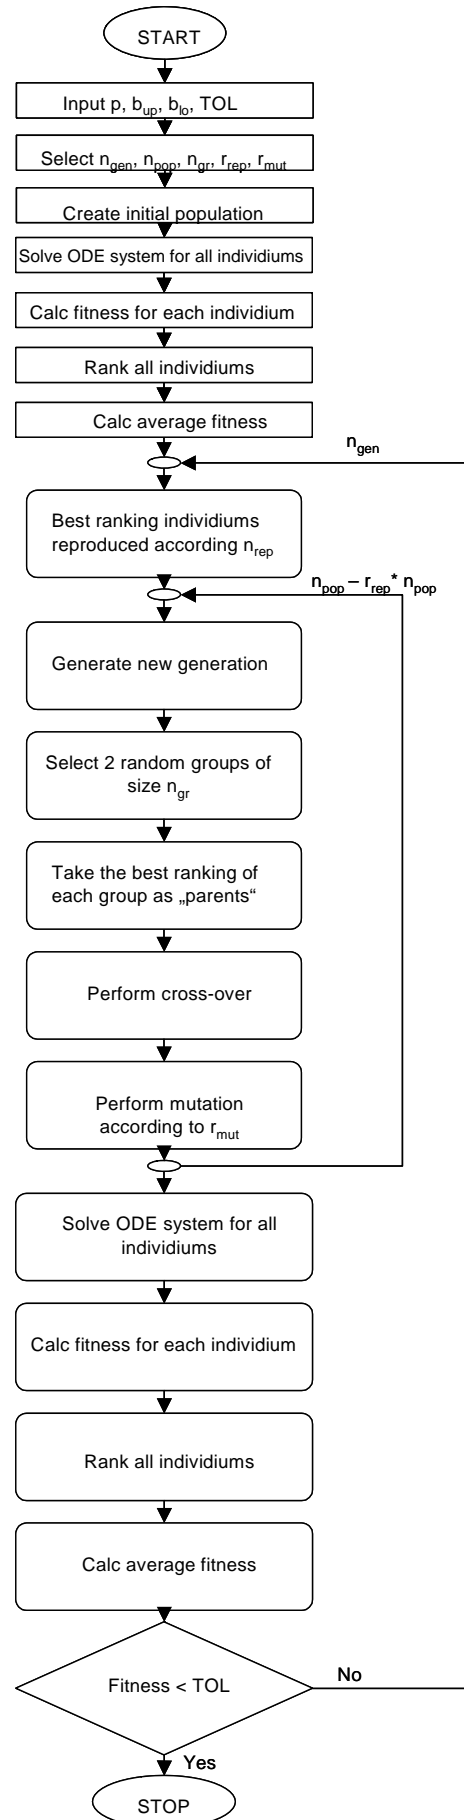 START
Input p, b_up, b_lo, TOL
Select n_gen, n_pop, n_gr, r_rep, r_mut
Create initial population
Solve ODE system for all individiums
Calc fitness for each individium
Rank all individiums
Calc average fitness
n_gen
Best ranking individiums
reproduced according n_rep
n_pop – r_rep* n_pop
Generate new generation
Select 2 random groups of
size n_gr
Take the best ranking of
each group as „parents“
Perform cross-over
Perform mutation
according to r_mut
Solve ODE system for all
individiums
Calc fitness for each individium
Rank all individiums
Calc average fitness
Fitness < TOL
No
Yes
STOP